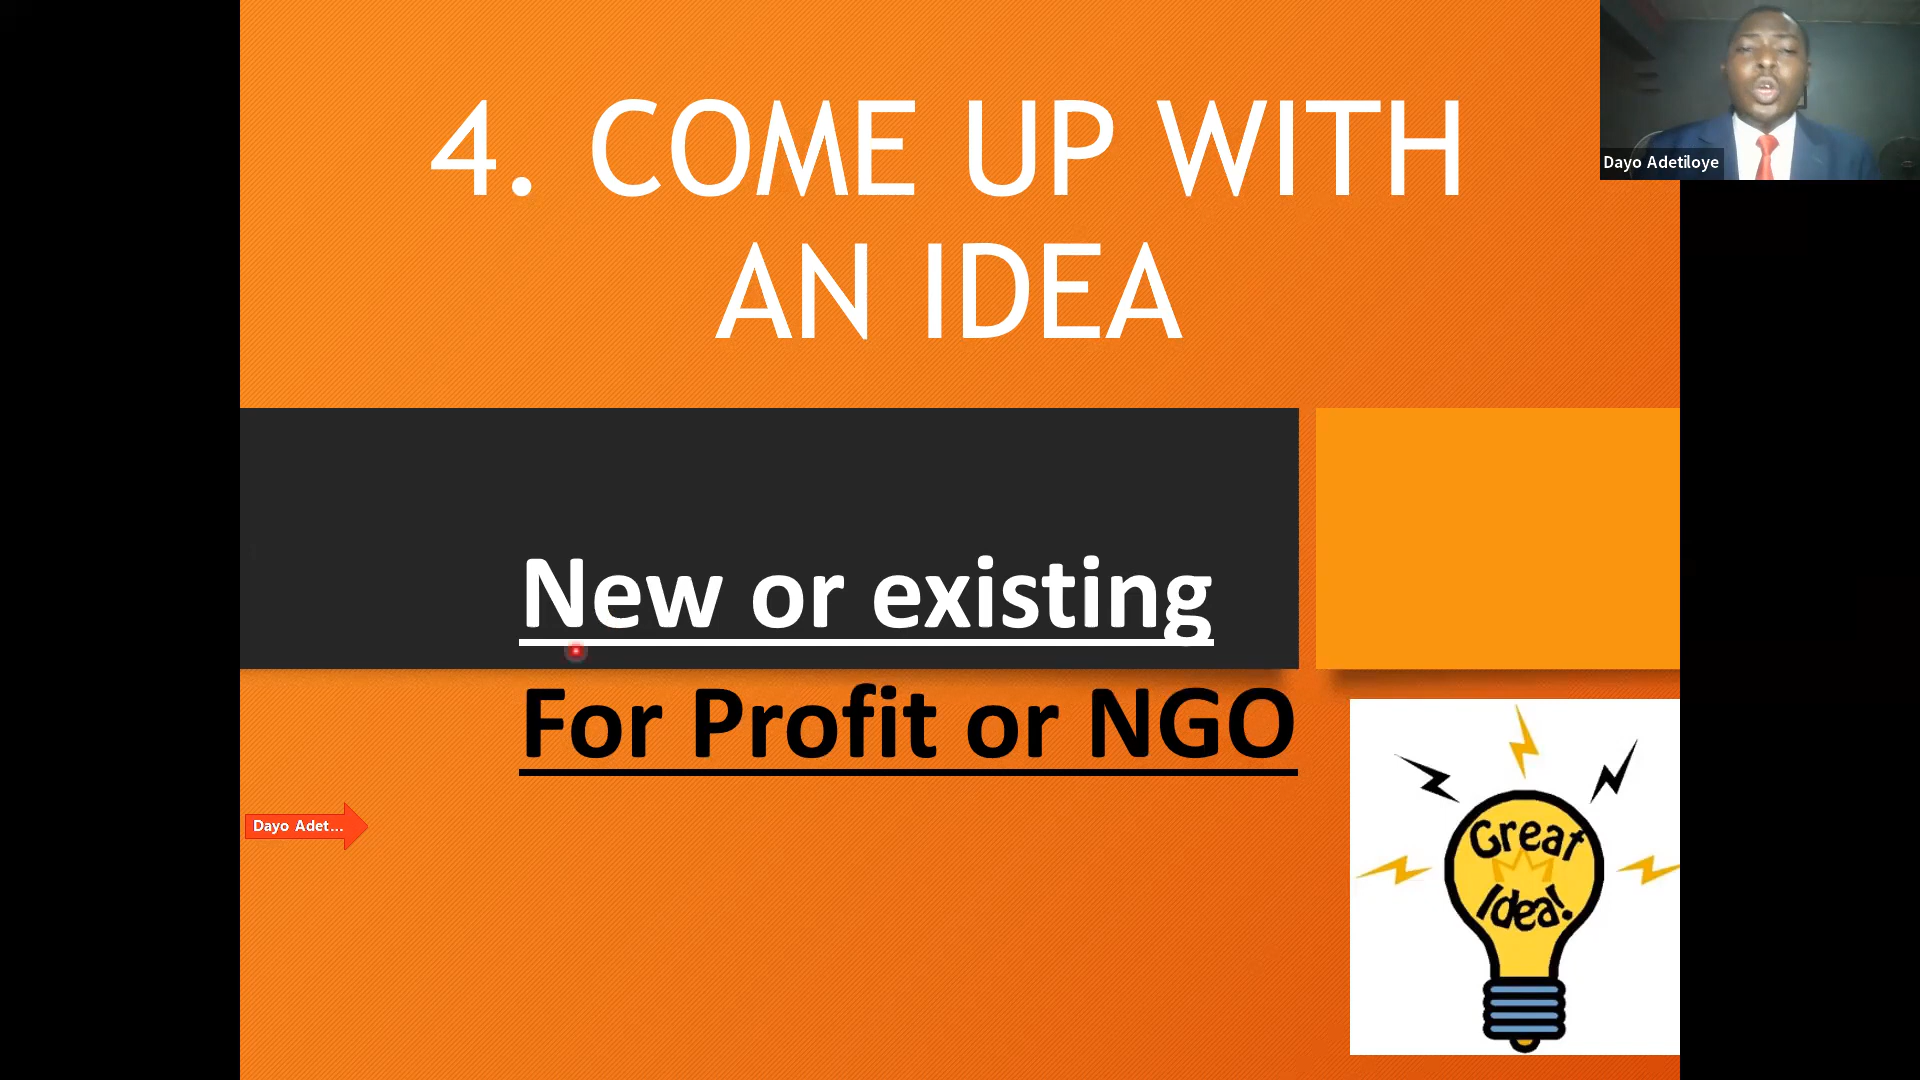 4. COME UP WITH
AN IDEA
Dayo Adetiloye
New or existing
For Profit or NGO
Dayo Adet...
Great
Idea!